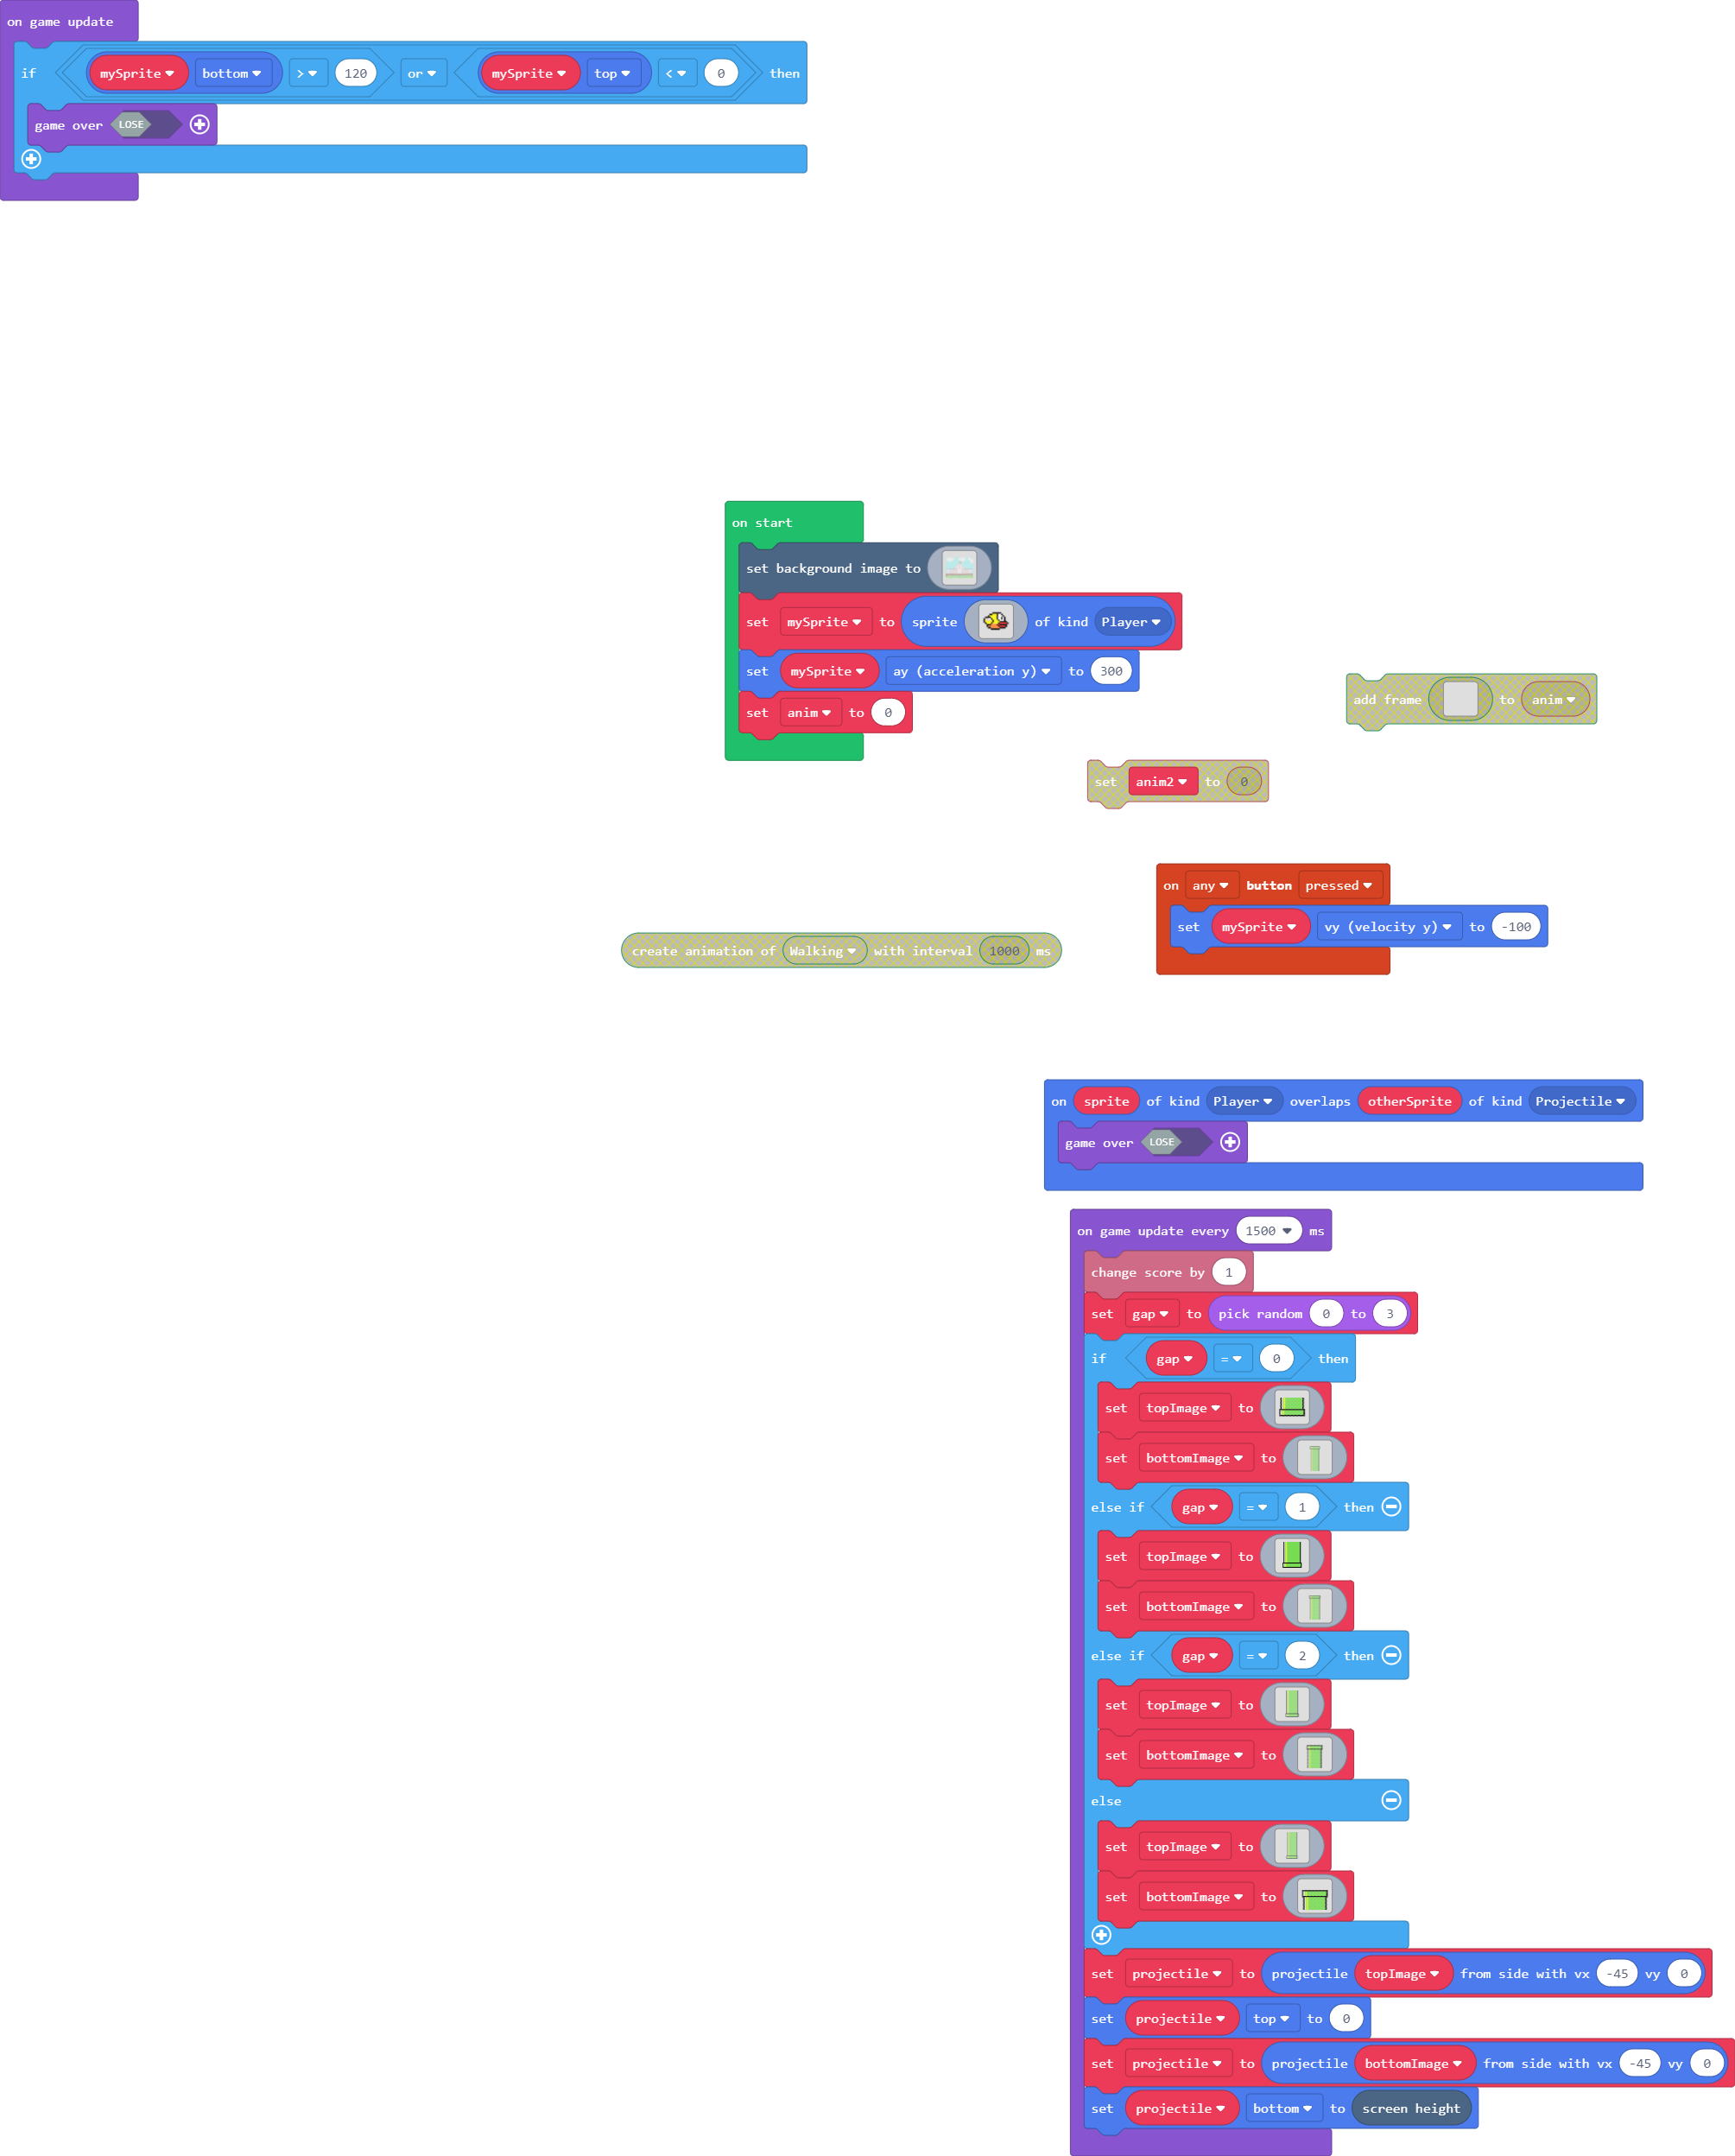 on game update
if mySprite bottom > 120 or mySprite top < 0 then
game over LOSE
on start
set background image to
set mySprite to sprite of kind Player
set mySprite ay (acceleration y) to 300
set anim to 0
add frame to anim
set anim2 to 0
on any button pressed
set mySprite vy (velocity y) to -100
create animation of Walking with interval 1000 ms
on sprite of kind Player overlaps otherSprite of kind Projectile
game over LOSE
on game update every 1500 ms
change score by 1
set gap to pick random 0 to 3
if gap = 0 then
set topImage to
set bottomImage to
else if gap = 1 then
set topImage to
set bottomImage to
else if gap = 2 then
set topImage to
set bottomImage to
else
set topImage to
set bottomImage to
set projectile to projectile topImage from side with vx -45 vy 0
set projectile top to 0
set projectile to projectile bottomImage from side with vx -45 vy 0
set projectile bottom to screen height